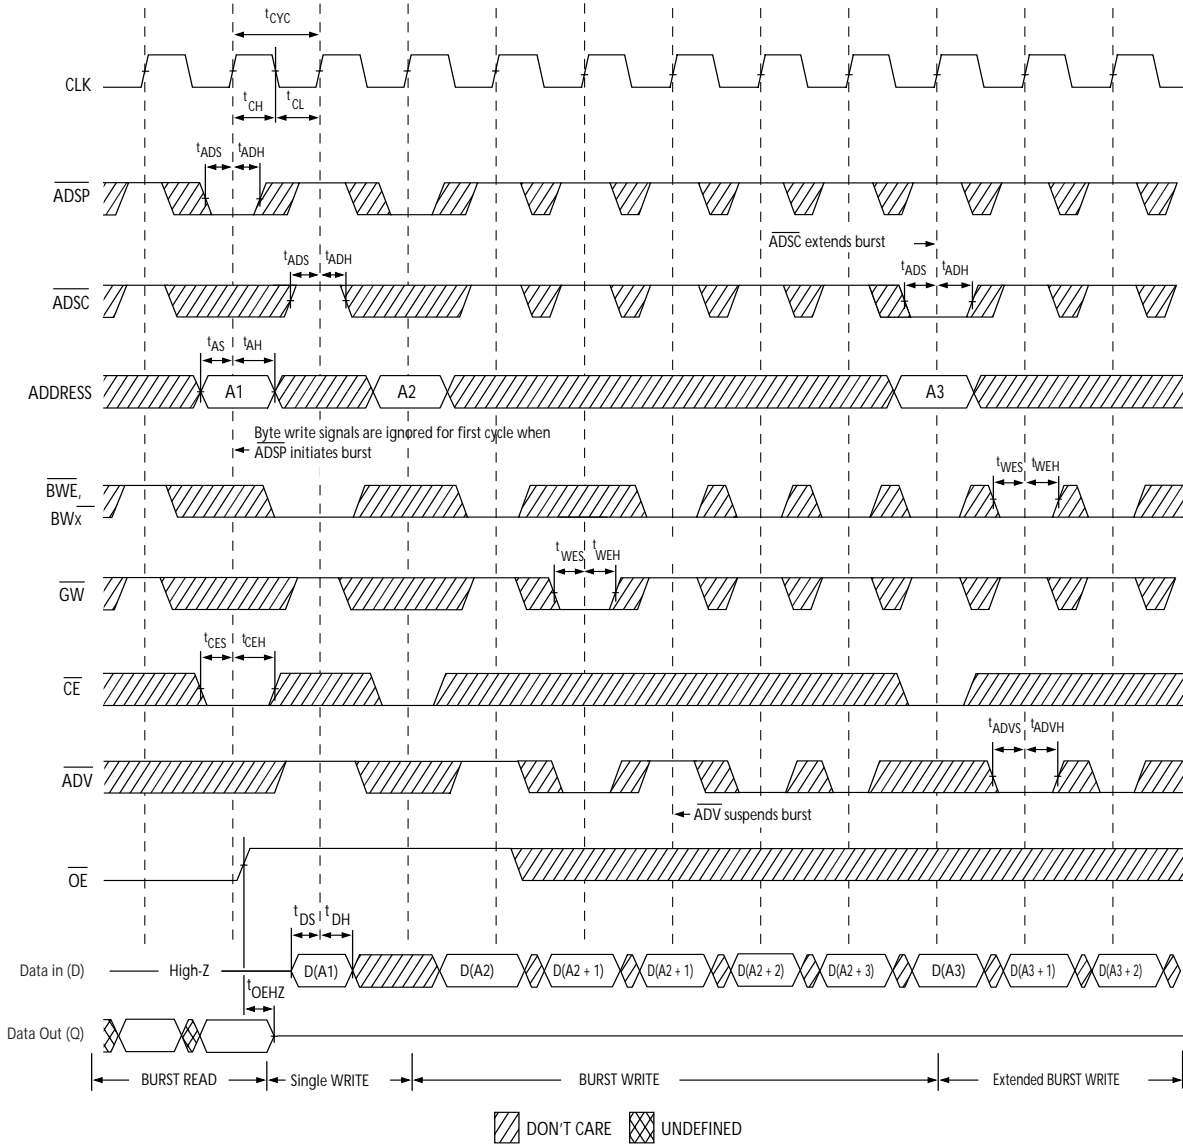 tCYC
CLK
tCH tCL
tADS tADH
ADSP
ADSC extends burst
tADS tADH tADS tADH
ADSC
tAS tAH
ADDRESS A1 A2 A3
Byte write signals are ignored for first cycle when
ADSP initiates burst
tWES tWEH
BWE,
BWx
tWES tWEH
GW
tCES tCEH
CE
tADVS tADVH
ADV
ADV suspends burst
OE
tDS tDH
Data in (D) High-Z D(A1) D(A2) D(A2 + 1) D(A2 + 1) D(A2 + 2) D(A2 + 3) D(A3) D(A3 + 1) D(A3 + 2)
tOEHZ
Data Out (Q)
BURST READ Single WRITE BURST WRITE Extended BURST WRITE
DON'T CARE UNDEFINED